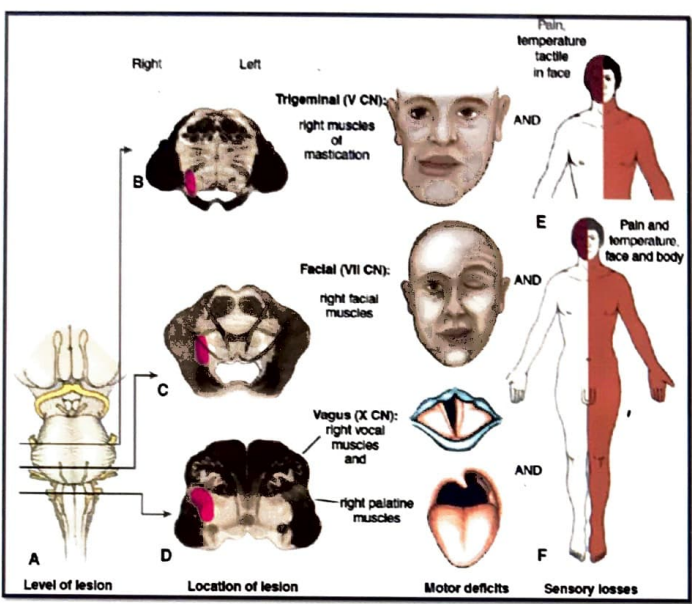 Right
Left
Trigeminal (V CN):
right muscles
of
mastication
AND
Pain,
temperature
tactile
in face
B
E
Facial (VII CN):
right facial
muscles
AND
Pain and
temperature,
face and body
C
Vagus (X CN):
right vocal
muscles
and
right palatine
muscles
AND
A
D
F
Level of lesion
Location of lesion
Motor deficits
Sensory losses